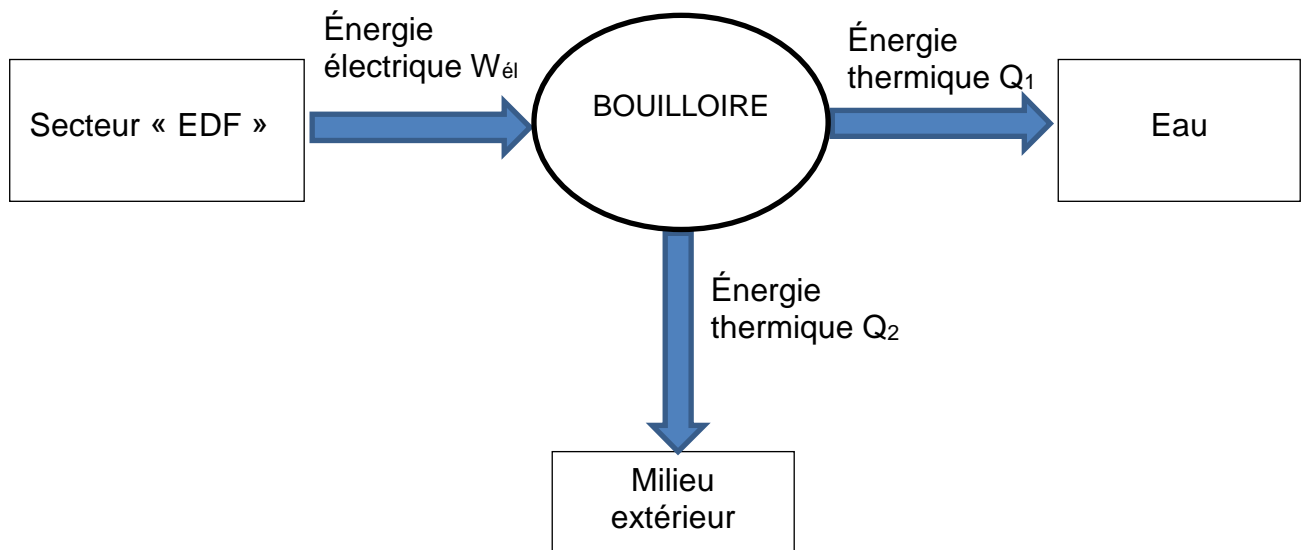 Énergie
électrique Wél
Énergie
thermique Q1
Secteur « EDF »
BOUILLOIRE
Eau
Énergie
thermique Q2
Milieu
extérieur